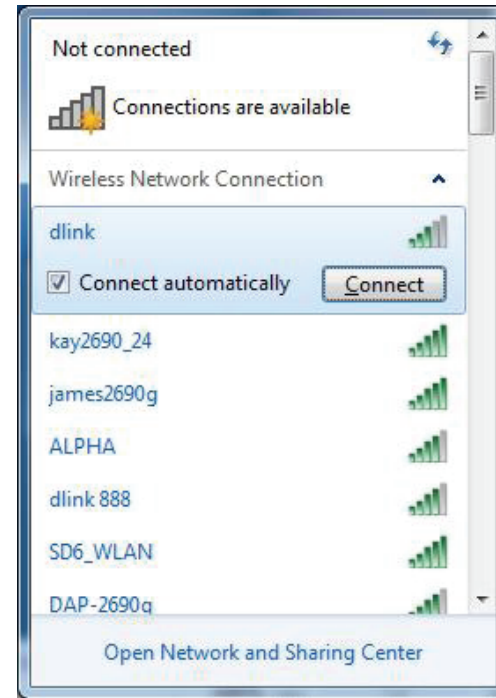 Not connected
Connections are available
Wireless Network Connection
dlink
Connect automatically
Connect
kay2690_24
james2690g
ALPHA
dlink 888
SD6_WLAN
DAP-2690g
Open Network and Sharing Center